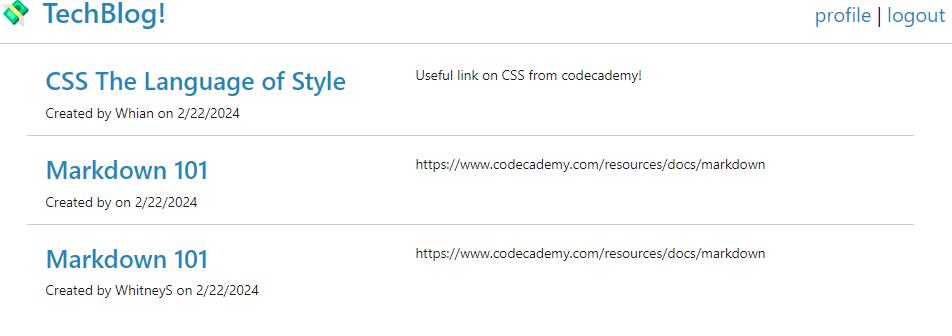 TechBlog!
profile | logout
CSS The Language of Style
Useful link on CSS from codecademy!
Created by Whian on 2/22/2024
Markdown 101
https://www.codecademy.com/resources/docs/markdown
Created by on 2/22/2024
Markdown 101
https://www.codecademy.com/resources/docs/markdown
Created by WhitneyS on 2/22/2024